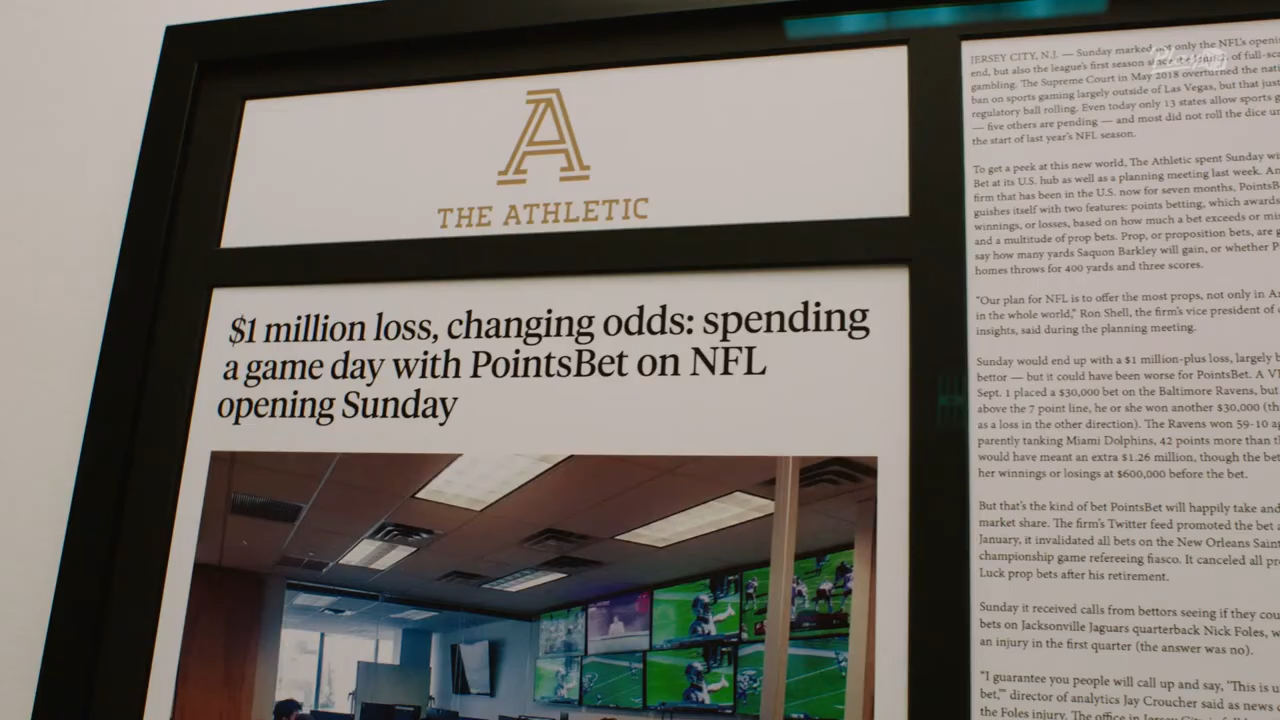 A
THE ATHLETIC
$1 million loss, changing odds: spending
a game day with PointsBet on NFL
opening Sunday
JERSEY CITY, N.J. — Sunday marked not only the NFL's openi
end, but also the league's first season since the of full-sc
gambling. The Supreme Court in May 2018 overturned the nati
ban on sports gaming largely outside of Las Vegas, but that just
regulatory ball rolling. Even today only 13 states allow sports g
— five others are pending — and most did not roll the dice un
the start of last year's NFL season.
To get a peek at this new world, The Athletic spent Sunday wi
Bet at its U.S. hub as well as a planning meeting last week. An
firm that has been in the U.S. now for seven months, PointsB
guishes itself with two features: points betting, which awards
winnings, or losses, based on how much a bet exceeds or mi
and a multitude of prop bets. Prop, or proposition bets, are g
say how many yards Saquon Barkley will gain, or whether P
homes throws for 400 yards and three scores.
"Our plan for NFL is to offer the most props, not only in Am
in the whole world," Ron Shell, the firm's vice president of
insights, said during the planning meeting.
Sunday would end up with a $1 million-plus loss, largely b
bettor — but it could have been worse for PointsBet. A VI
Sept. 1 placed a $30,000 bet on the Baltimore Ravens, but
above the 7 point line, he or she won another $30,000 (th
as a loss in the other direction). The Ravens won 59-10 ag
parently tanking Miami Dolphins, 42 points more than th
would have meant an extra $1.26 million, though the bet
her winnings or losings at $600,000 before the bet.
But that's the kind of bet PointsBet will happily take and
market share. The firm's Twitter feed promoted the bet
January, it invalidated all bets on the New Orleans Saint
championship game refereeing fiasco. It canceled all pr
Luck prop bets after his retirement.
Sunday it received calls from bettors seeing if they cou
bets on Jacksonville Jaguars quarterback Nick Foles, w
an injury in the first quarter (the answer was no).
"I guarantee you people will call up and say, 'This is u
bet,'" director of analytics Jay Croucher said as news
the Foles injury. The office in Jersey City